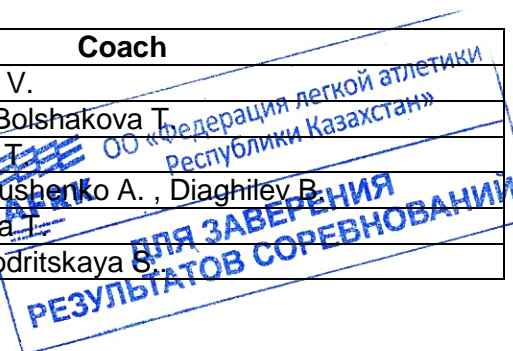 Coach
V.
Bolshakova T.
T.
ushenko A. , Diaghilev B.
a T.
odritskaya S..
ОО «Федерация легкой атлетики
Республики Казахстан»
ДЛЯ ЗАВЕРЕНИЯ
РЕЗУЛЬТАТОВ СОРЕВНОВАНИЙ